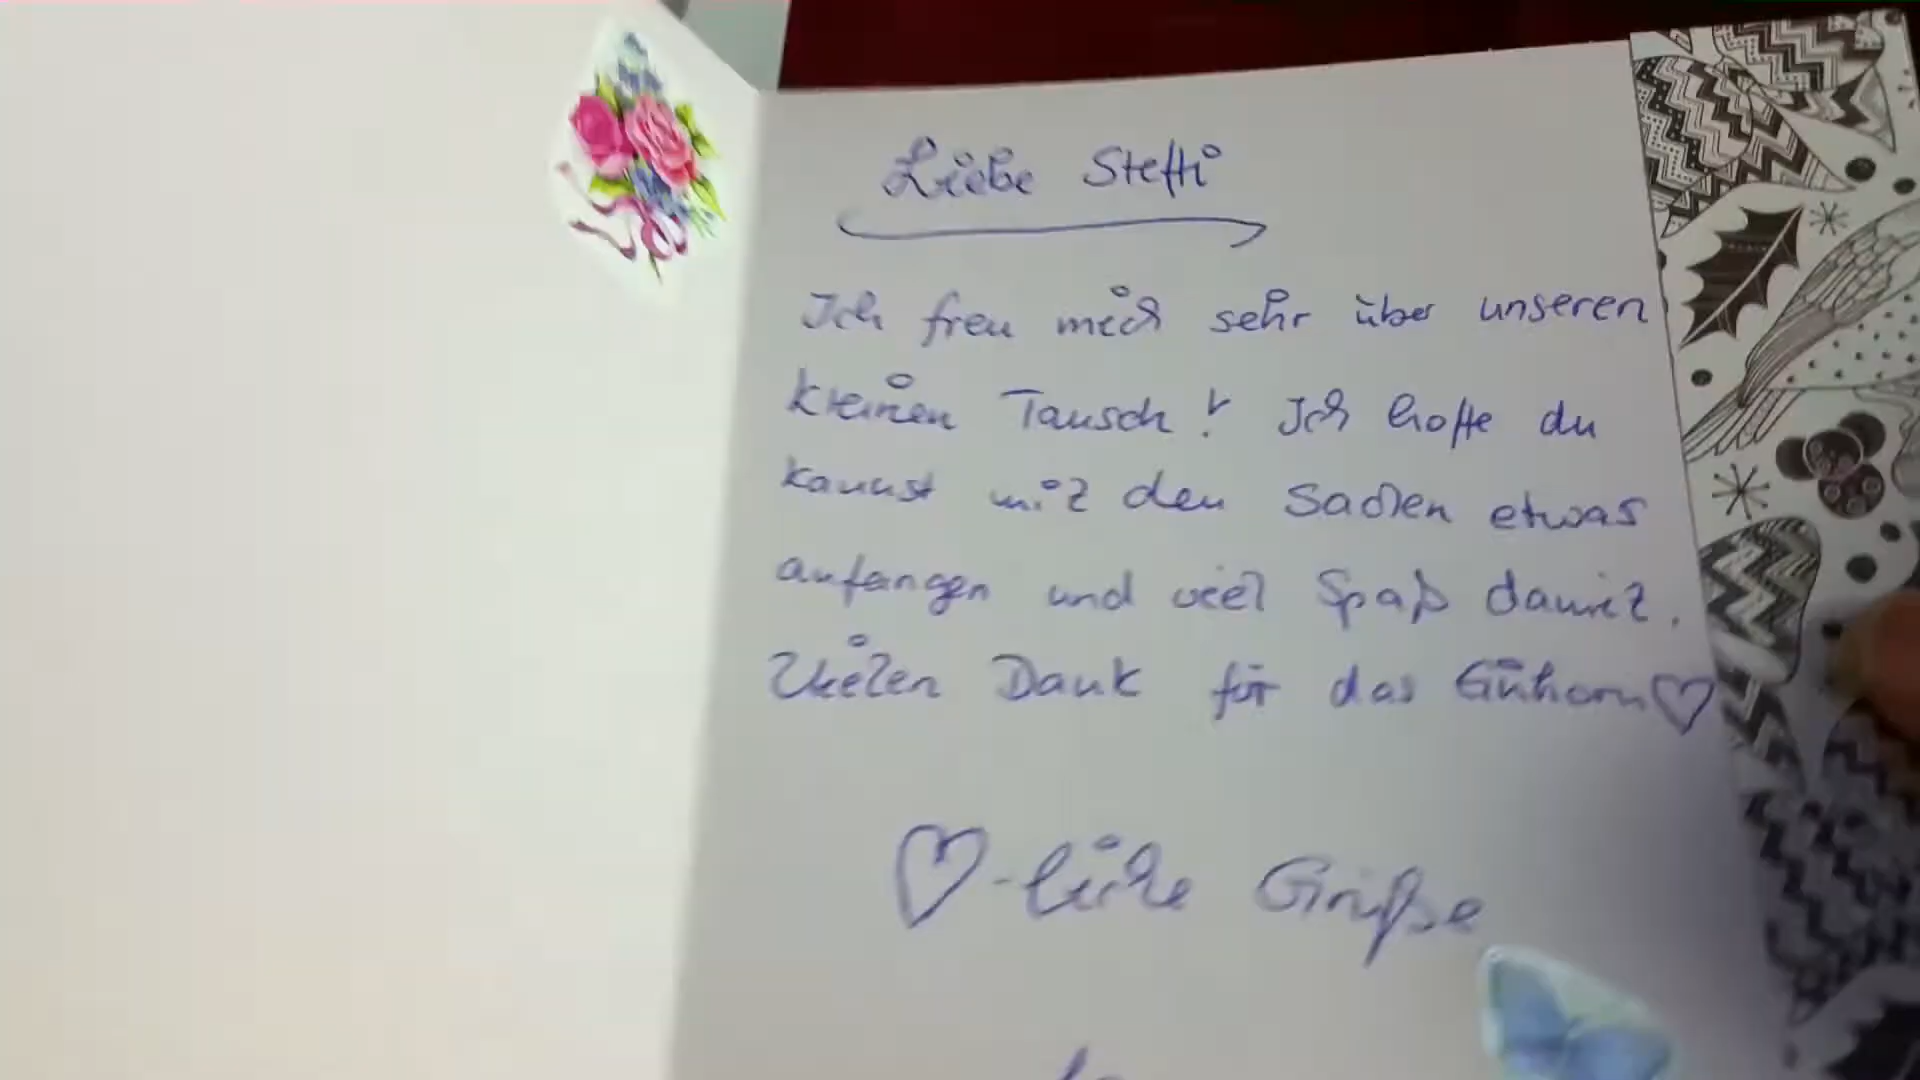 Liebe Steffi
Ich freu mich sehr über unseren
kleinen Tausch! Ich hoffe du
kannst mit den Sachen etwas
anfangen und viel Spaß damit.
Vielen Dank für das Einhorn ♡
♡-liche Grüße